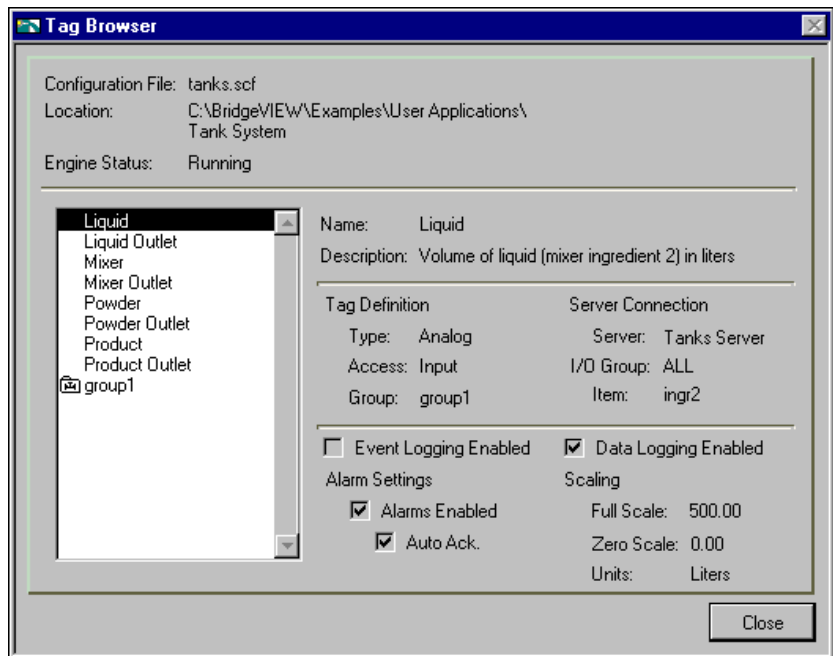 Tag Browser
Configuration File: tanks.scf
Location: C:\BridgeVIEW\Examples\User Applications\
Tank System
Engine Status: Running
Liquid
Liquid Outlet
Mixer
Mixer Outlet
Powder
Powder Outlet
Product
Product Outlet
group1
Name: Liquid
Description: Volume of liquid (mixer ingredient 2) in liters
Tag Definition
Type: Analog
Access: Input
Group: group1
Server Connection
Server: Tanks Server
I/O Group: ALL
Item: ingr2
Event Logging Enabled
Alarm Settings
Alarms Enabled
Auto Ack.
Data Logging Enabled
Scaling
Full Scale: 500.00
Zero Scale: 0.00
Units: Liters
Close